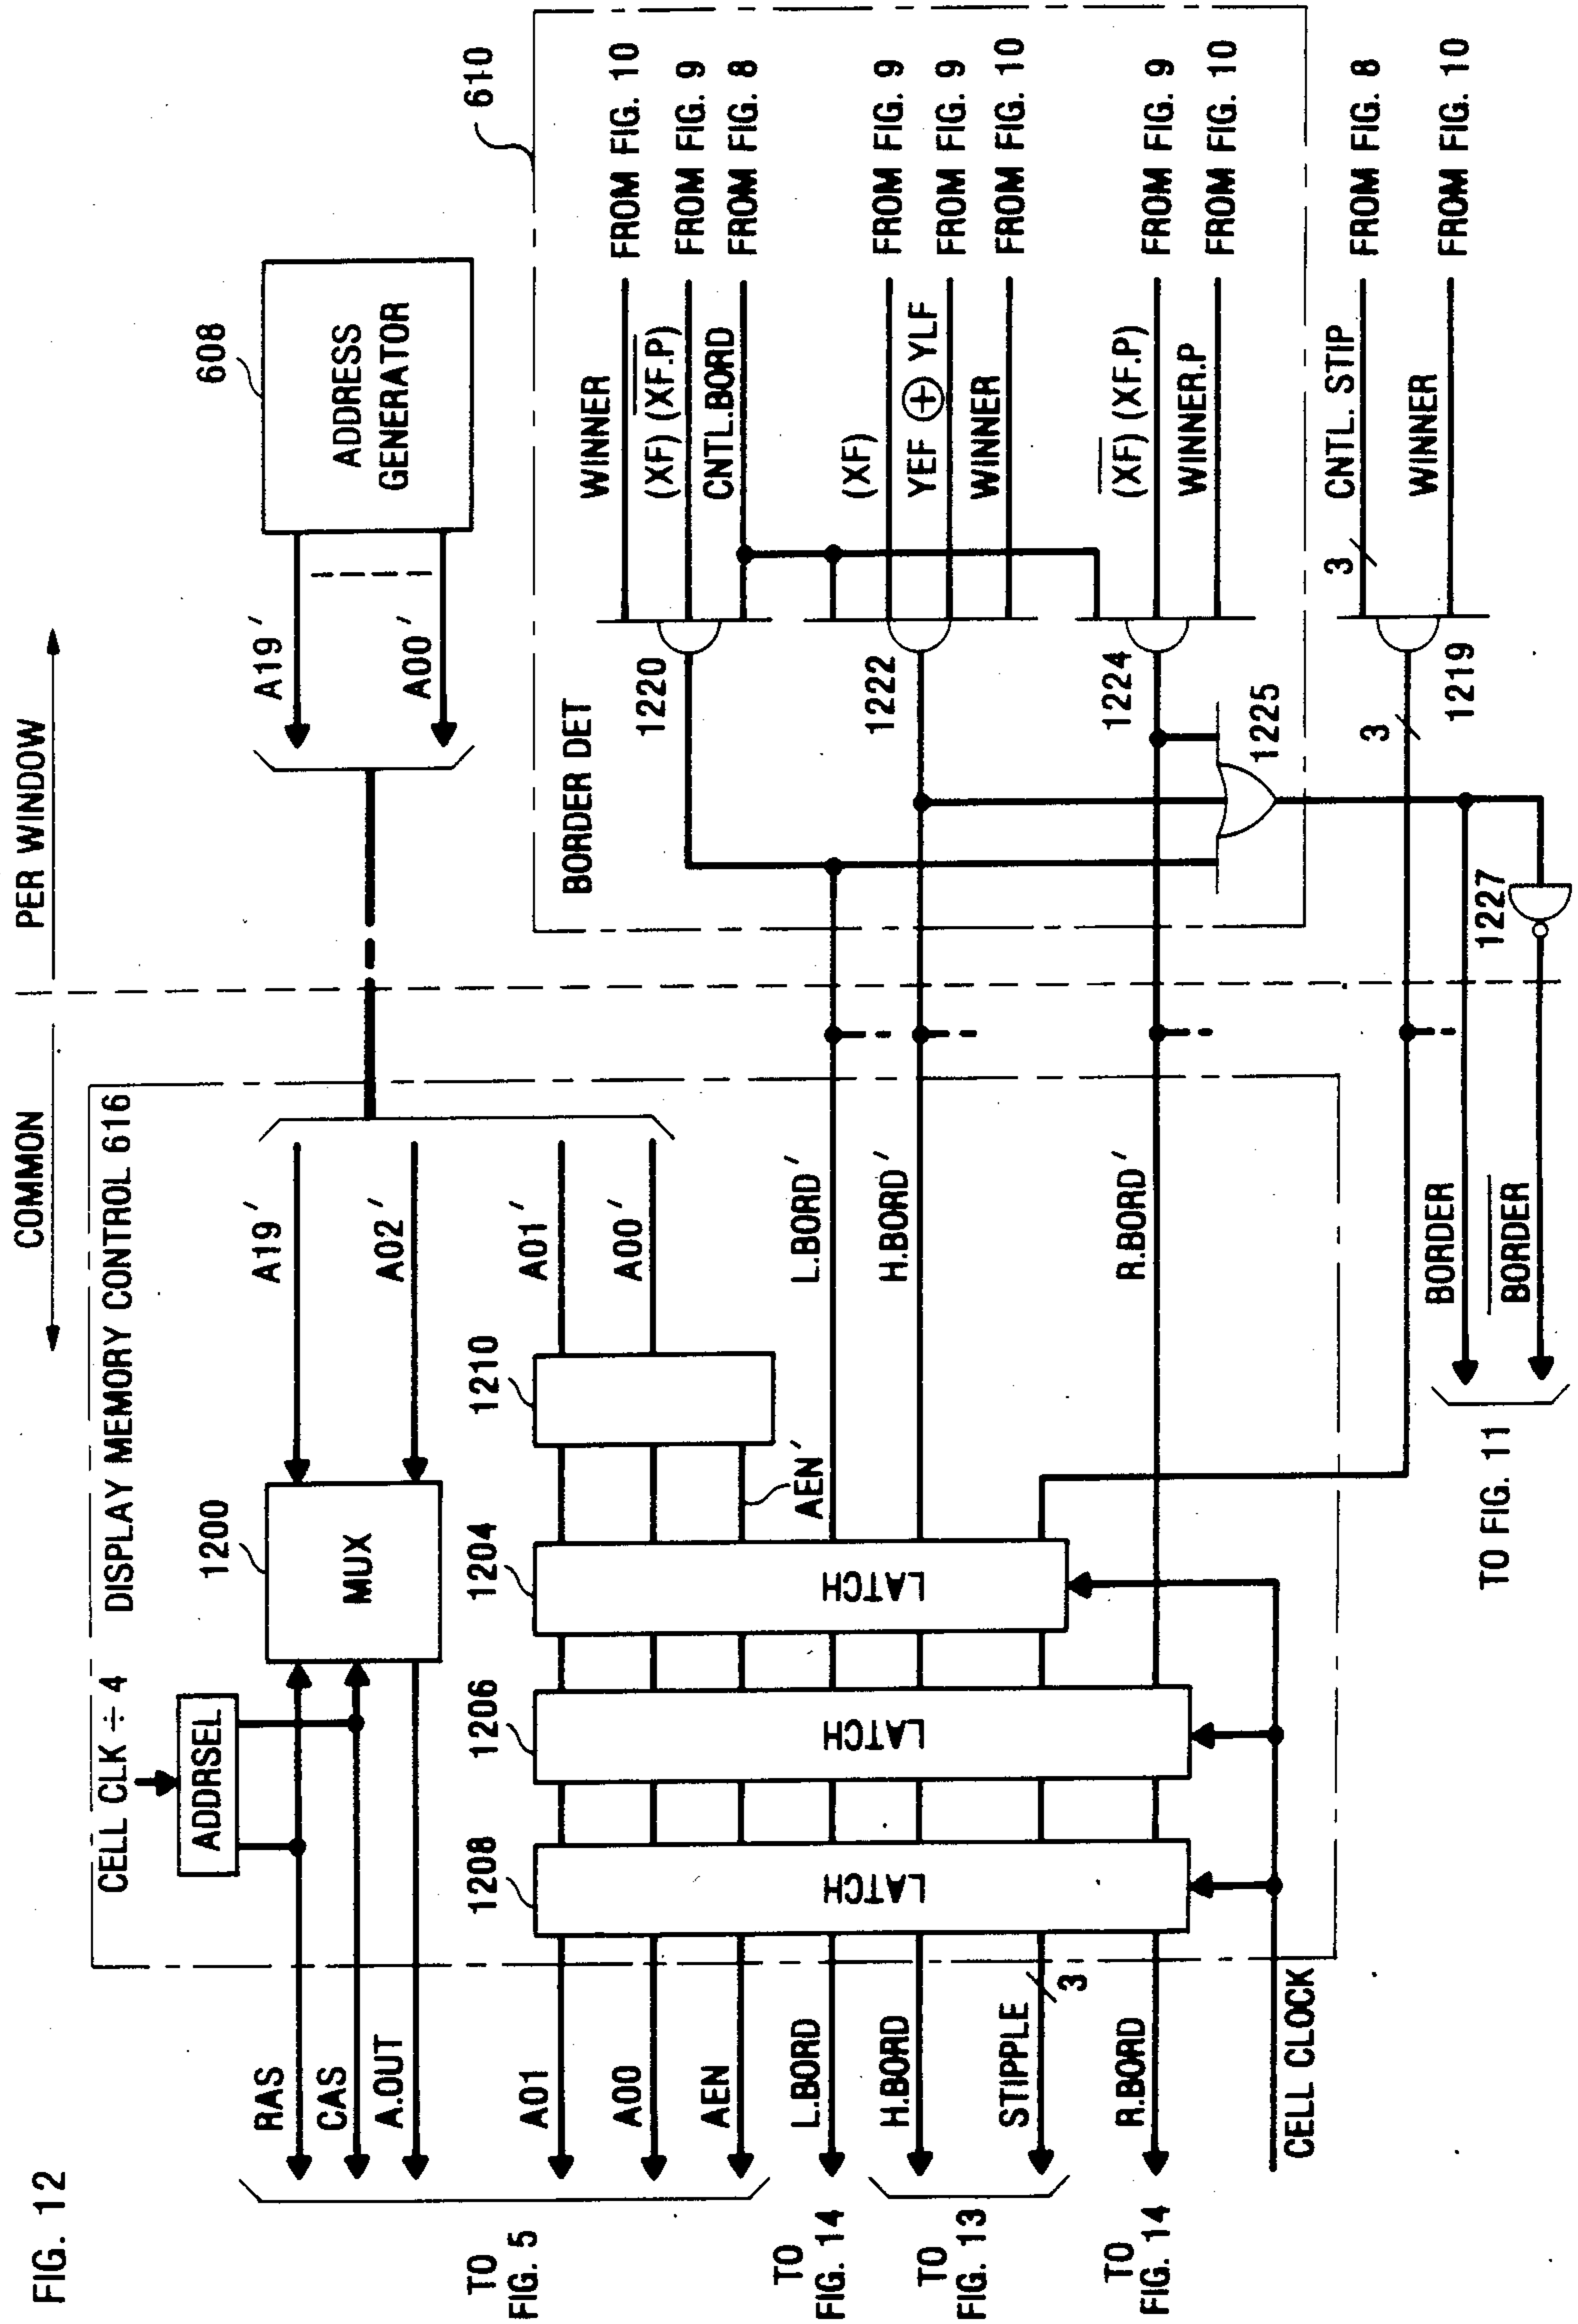 FIG. 12
COMMON
PER WINDOW
CELL CLK ÷ 4
DISPLAY MEMORY CONTROL 616
ADDRSEL
1200
MUX
RAS
CAS
A.OUT
A19′
A02′
A01′
A00′
A19′
A00′
608
ADDRESS
GENERATOR
610
TO
FIG. 5
A01
A00
AEN
1208
LATCH
1206
LATCH
1204
LATCH
1210
AEN′
TO
FIG. 14
L.BORD
L.BORD′
TO
FIG. 13
H.BORD
H.BORD′
STIPPLE
3
TO
FIG. 14
R.BORD
R.BORD′
CELL CLOCK
BORDER DET
1220
WINNER
FROM FIG. 10
(XF) (XF.P)
FROM FIG. 9
CNTL.BORD
FROM FIG. 8
1222
(XF)
FROM FIG. 9
YEF ⊕ YLF
FROM FIG. 9
WINNER
FROM FIG. 10
1224
(XF) (XF.P)
FROM FIG. 9
WINNER.P
FROM FIG. 10
1225
3
CNTL. STIP
FROM FIG. 8
3
1219
WINNER
FROM FIG. 10
1227
BORDER
BORDER
TO FIG. 11